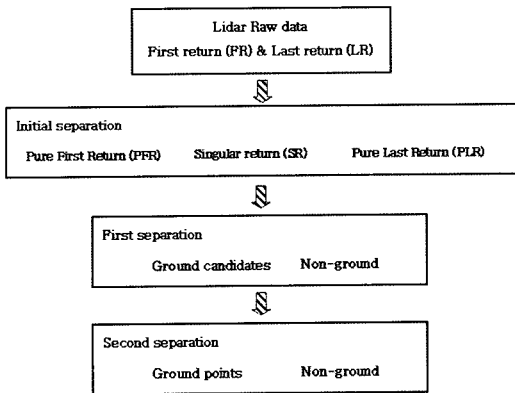 Lidar Raw data
First return (FR) & Last return (LR)
Initial separation
Pure First Return (PFR) Singular return (SR) Pure Last Return (PLR)
First separation
Ground candidates Non-ground
Second separation
Ground points Non-ground